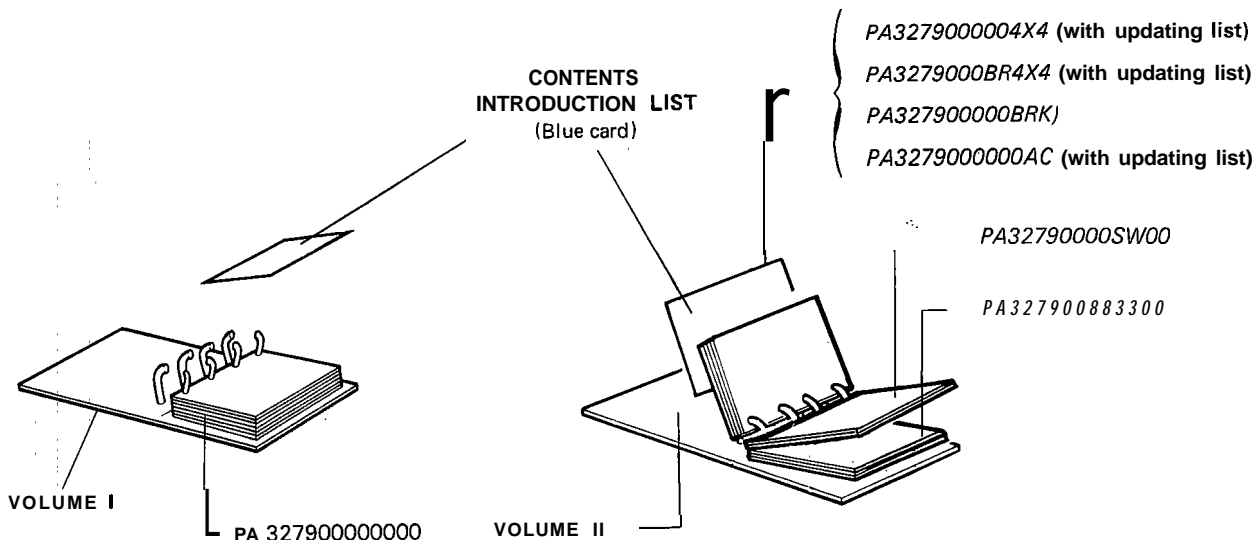 CONTENTS
INTRODUCTION LIST
(Blue card)
PA3279000004X4 (with updating list)
PA3279000BR4X4 (with updating list)
PA327900000BRK)
PA3279000000AC (with updating list)
PA32790000SW00
PA327900883300
VOLUME I
PA 327900000000
VOLUME II